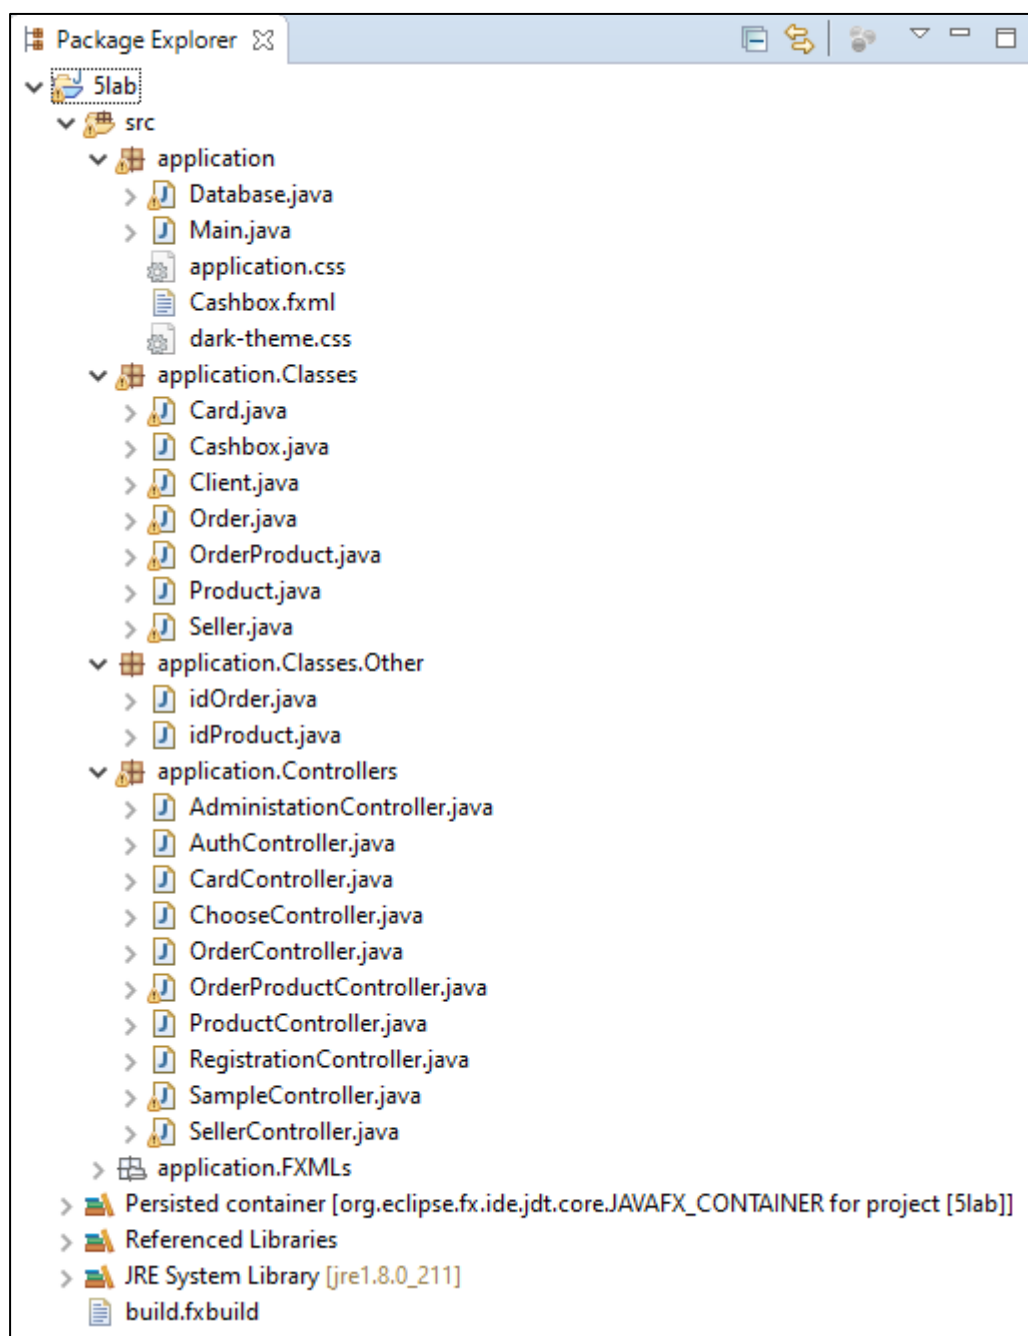 Package Explorer
5lab
src
application
Database.java
Main.java
application.css
Cashbox.fxml
dark-theme.css
application.Classes
Card.java
Cashbox.java
Client.java
Order.java
OrderProduct.java
Product.java
Seller.java
application.Classes.Other
idOrder.java
idProduct.java
application.Controllers
AdministationController.java
AuthController.java
CardController.java
ChooseController.java
OrderController.java
OrderProductController.java
ProductController.java
RegistrationController.java
SampleController.java
SellerController.java
application.FXMLs
Persisted container [org.eclipse.fx.ide.jdt.core.JAVAFX_CONTAINER for project [5lab]]
Referenced Libraries
JRE System Library [jre1.8.0_211]
build.fxbuild